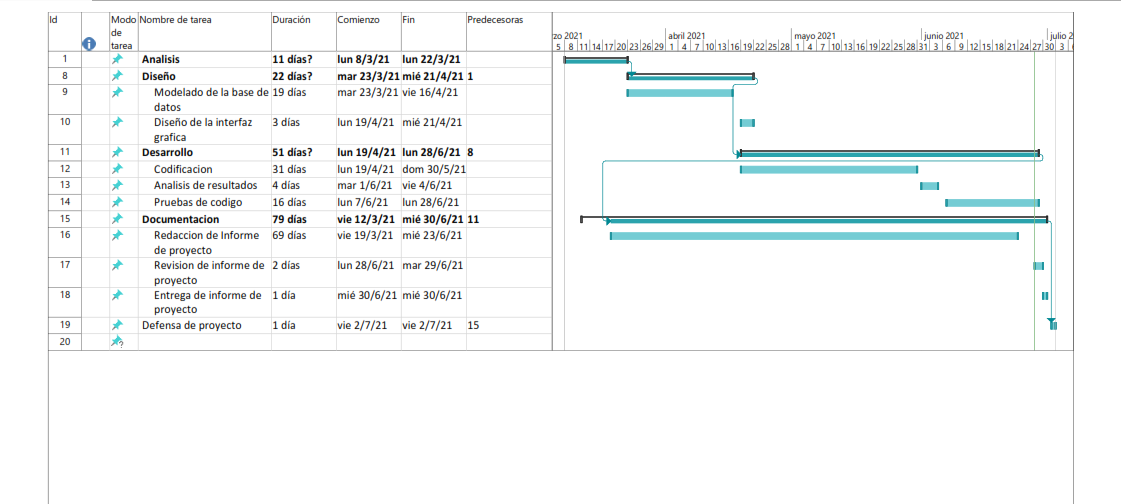 Id Modo de tarea Nombre de tarea Duración Comienzo Fin Predecesoras
zo 2021 abril 2021 mayo 2021 junio 2021 julio 2
5 8 11 14 17 20 23 26 29 1 4 7 10 13 16 19 22 25 28 1 4 7 10 13 16 19 22 25 28 31 3 6 9 12 15 18 21 24 27 30 3 6
1 Analisis 11 días? lun 8/3/21 lun 22/3/21
8 Diseño 22 días? mar 23/3/21 mié 21/4/21 1
9 Modelado de la base de datos 19 días mar 23/3/21 vie 16/4/21
10 Diseño de la interfaz grafica 3 días lun 19/4/21 mié 21/4/21
11 Desarrollo 51 días? lun 19/4/21 lun 28/6/21 8
12 Codificacion 31 días lun 19/4/21 dom 30/5/21
13 Analisis de resultados 4 días mar 1/6/21 vie 4/6/21
14 Pruebas de codigo 16 días lun 7/6/21 lun 28/6/21
15 Documentacion 79 días vie 12/3/21 mié 30/6/21 11
16 Redaccion de Informe de proyecto 69 días vie 19/3/21 mié 23/6/21
17 Revision de informe de proyecto 2 días lun 28/6/21 mar 29/6/21
18 Entrega de informe de proyecto 1 día mié 30/6/21 mié 30/6/21
19 Defensa de proyecto 1 día vie 2/7/21 vie 2/7/21 15
20